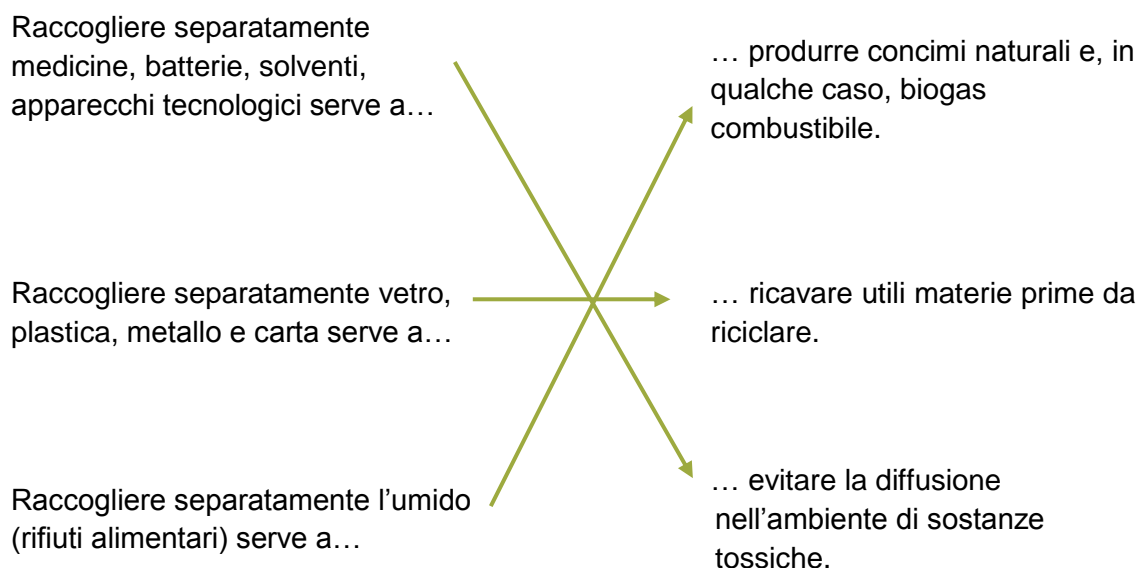 Raccogliere separatamente
medicine, batterie, solventi,
apparecchi tecnologici serve a…
… produrre concimi naturali e, in
qualche caso, biogas
combustibile.
Raccogliere separatamente vetro,
plastica, metallo e carta serve a…
… ricavare utili materie prime da
riciclare.
Raccogliere separatamente l’umido
(rifiuti alimentari) serve a…
… evitare la diffusione
nell’ambiente di sostanze
tossiche.